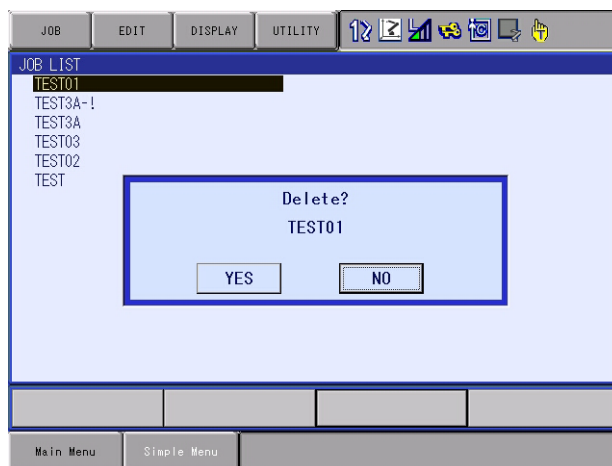 JOB EDIT DISPLAY UTILITY
JOB LIST
TEST01
TEST3A-!
TEST3A
TEST03
TEST02
TEST
Delete?
TEST01
YES NO
Main Menu Simple Menu